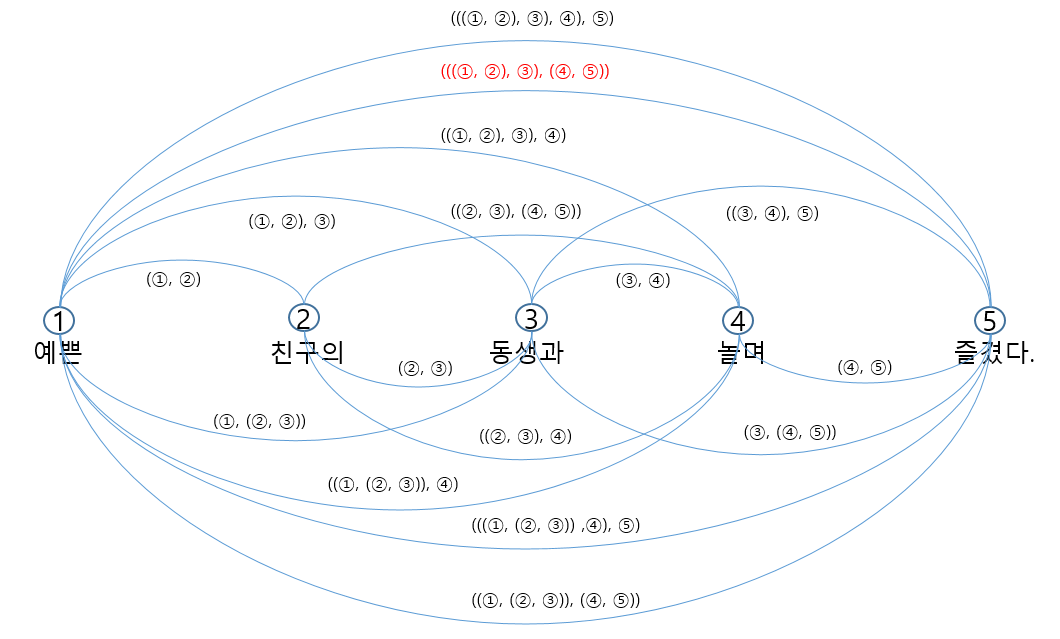 (((①, ②), ③), ④), ⑤)
(((①, ②), ③), (④, ⑤))
((①, ②), ③), ④)
((②, ③), (④, ⑤))
((③, ④), ⑤)
(①, ②), ③)
(①, ②)
(③, ④)
1 2 3 4 5
예쁜 친구의 동생과 놀며 즐겼다.
(②, ③)
(④, ⑤)
(①, (②, ③))
((②, ③), ④)
(③, (④, ⑤))
((①, (②, ③)), ④)
(((①, (②, ③)) ,④), ⑤)
((①, (②, ③)), (④, ⑤))